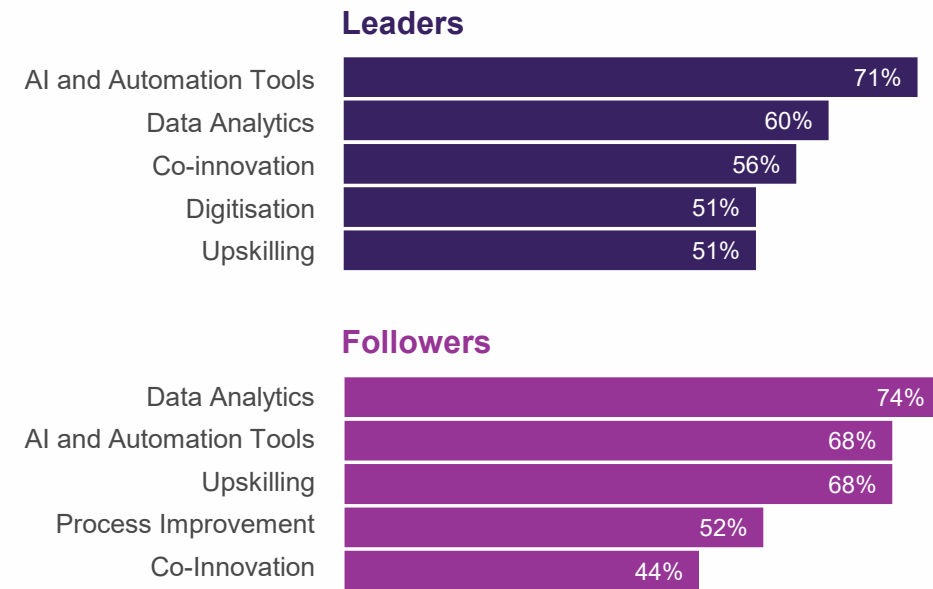 Leaders
AI and Automation Tools 71%
Data Analytics 60%
Co-innovation 56%
Digitisation 51%
Upskilling 51%
Followers
Data Analytics 74%
AI and Automation Tools 68%
Upskilling 68%
Process Improvement 52%
Co-Innovation 44%